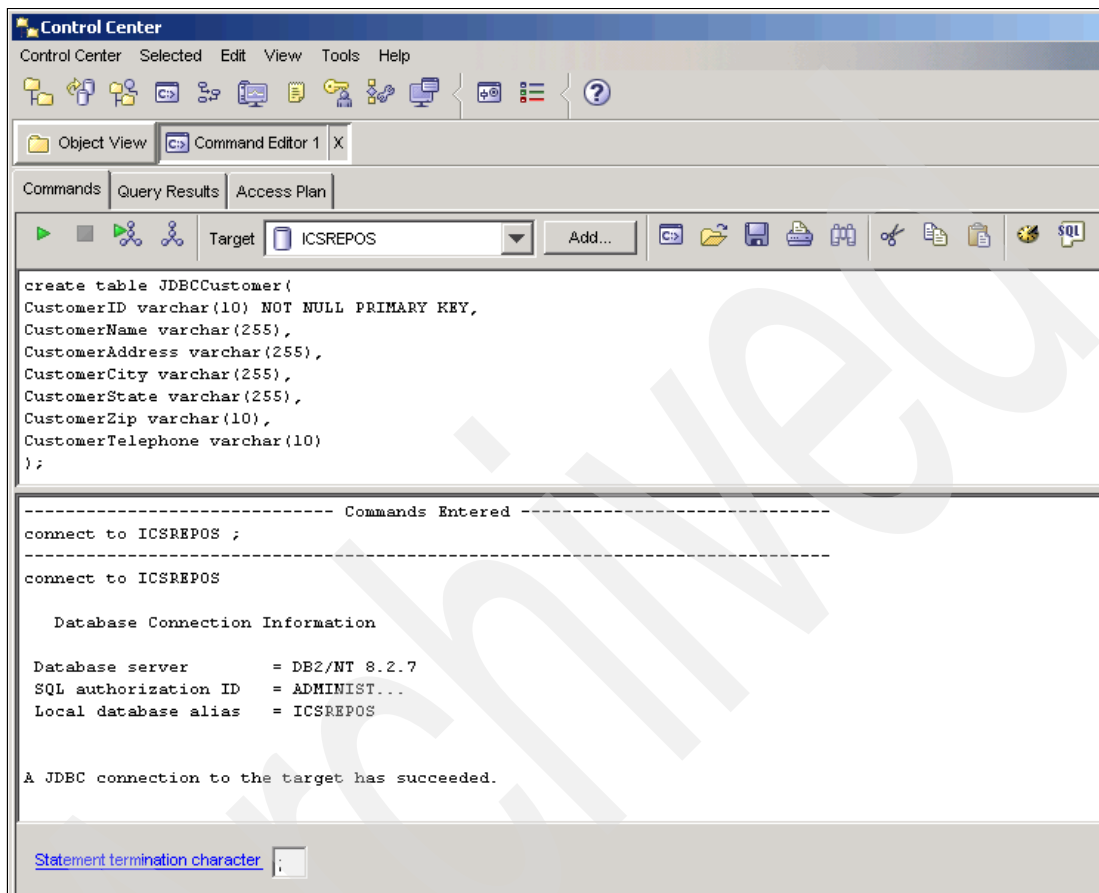 Control Center
Control Center Selected Edit View Tools Help
Object View Command Editor 1 X
Commands Query Results Access Plan
Target ICSREPOS Add... SQL
create table JDBCCustomer(
CustomerID varchar(10) NOT NULL PRIMARY KEY,
CustomerName varchar(255),
CustomerAddress varchar(255),
CustomerCity varchar(255),
CustomerState varchar(255),
CustomerZip varchar(10),
CustomerTelephone varchar(10)
);
------------------------------ Commands Entered ------------------------------
connect to ICSREPOS ;
------------------------------------------------------------------------------
connect to ICSREPOS
Database Connection Information
Database server = DB2/NT 8.2.7
SQL authorization ID = ADMINIST...
Local database alias = ICSREPOS
A JDBC connection to the target has succeeded.
Statement termination character ;